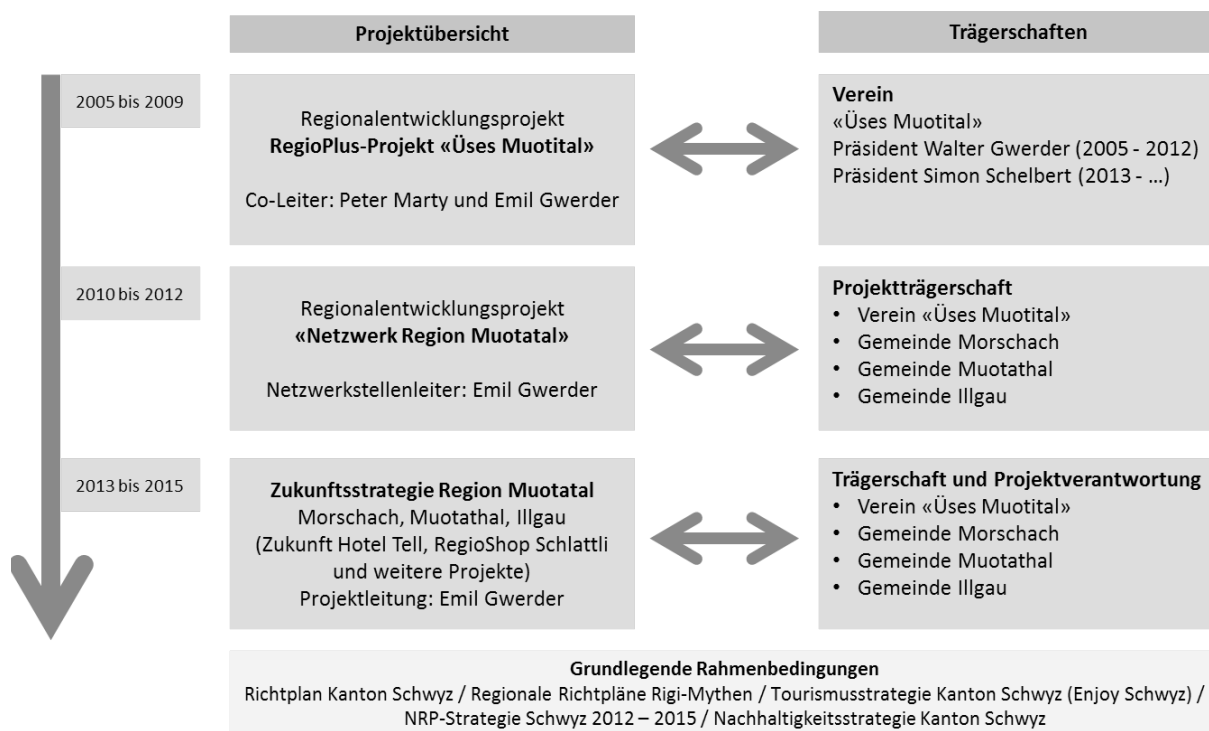 Projektübersicht
Trägerschaften
2005 bis 2009
Regionalentwicklungsprojekt
RegioPlus-Projekt «Üses Muotital»
Co-Leiter: Peter Marty und Emil Gwerder
Verein
«Üses Muotital»
Präsident Walter Gwerder (2005 - 2012)
Präsident Simon Schelbert (2013 - ...)
2010 bis 2012
Regionalentwicklungsprojekt
«Netzwerk Region Muotatal»
Netzwerkstellenleiter: Emil Gwerder
Projektträgerschaft
• Verein «Üses Muotital»
• Gemeinde Morschach
• Gemeinde Muotathal
• Gemeinde Illgau
2013 bis 2015
Zukunftsstrategie Region Muotatal
Morschach, Muotathal, Illgau
(Zukunft Hotel Tell, RegioShop Schlattli
und weitere Projekte)
Projektleitung: Emil Gwerder
Trägerschaft und Projektverantwortung
• Verein «Üses Muotital»
• Gemeinde Morschach
• Gemeinde Muotathal
• Gemeinde Illgau
Grundlegende Rahmenbedingungen
Richtplan Kanton Schwyz / Regionale Richtpläne Rigi-Mythen / Tourismusstrategie Kanton Schwyz (Enjoy Schwyz) /
NRP-Strategie Schwyz 2012 – 2015 / Nachhaltigkeitsstrategie Kanton Schwyz